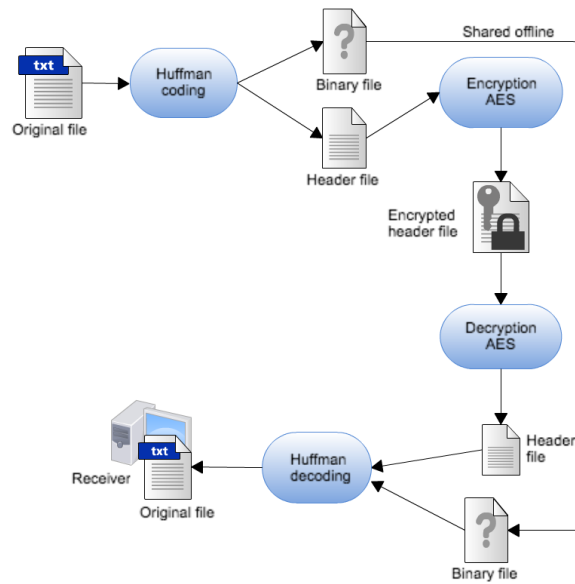 Shared offline
txt
Huffman
coding
Binary file
Encryption
AES
Original file
Header file
Encrypted
header file
Decryption
AES
Header
file
txt
Huffman
decoding
Receiver
Original file
Binary file